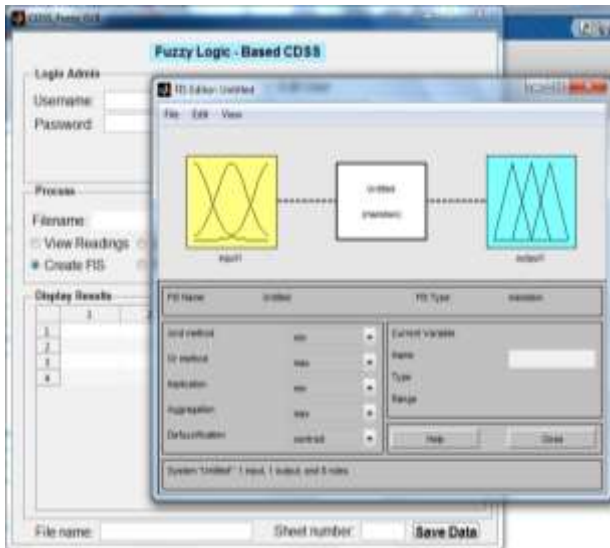 CDSS_Fuzzy_GUI
Fuzzy Logic - Based CDSS
Login Admin
Username:
Password:
Process
Filename:
View Readings
Create FIS
Display Results
1
1
2
3
4
File name:
Sheet number:
Save Data
FIS Editor: Untitled
File Edit View
input1
Untitled
(mamdani)
output1
FIS Name: Untitled
FIS Type: mamdani
And method min
Or method max
Implication min
Aggregation max
Defuzzification centroid
Current Variable
Name
Type
Range
Help
Close
System "Untitled": 1 input, 1 output, and 0 rules